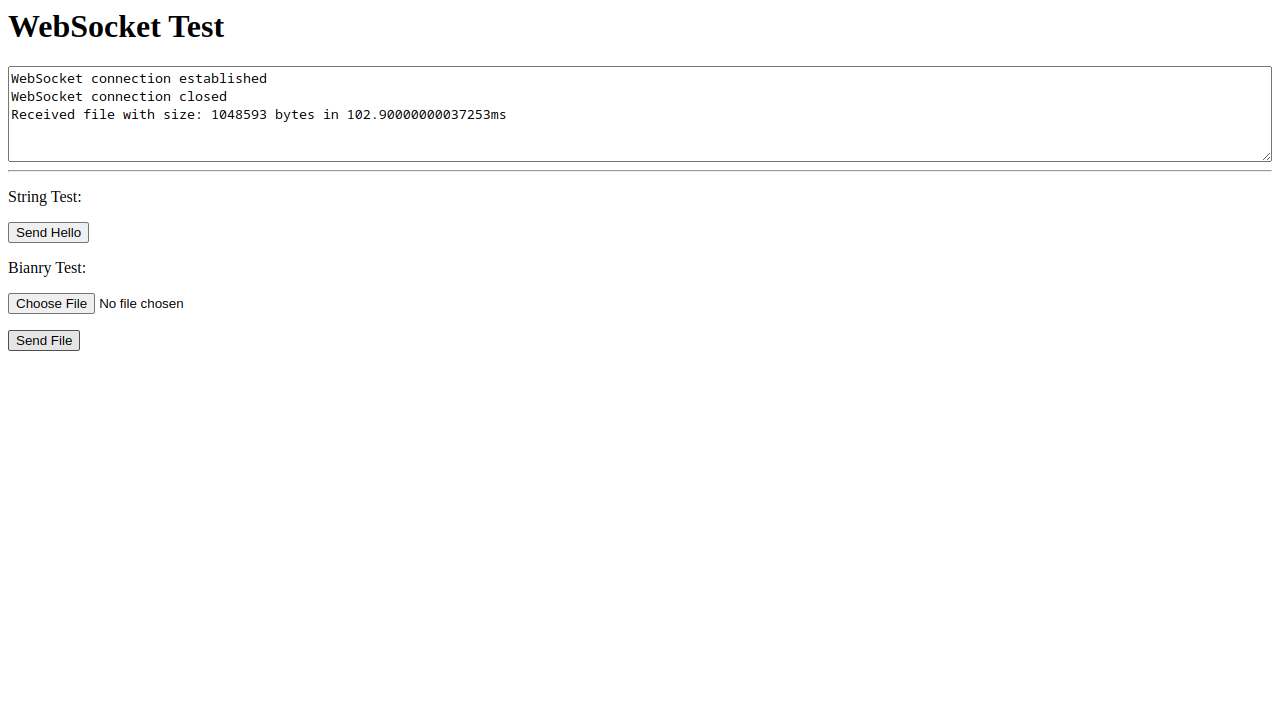 WebSocket Test
WebSocket connection established
WebSocket connection closed
Received file with size: 1048593 bytes in 102.90000000037253ms
String Test:
Send Hello
Bianry Test:
Choose File No file chosen
Send File